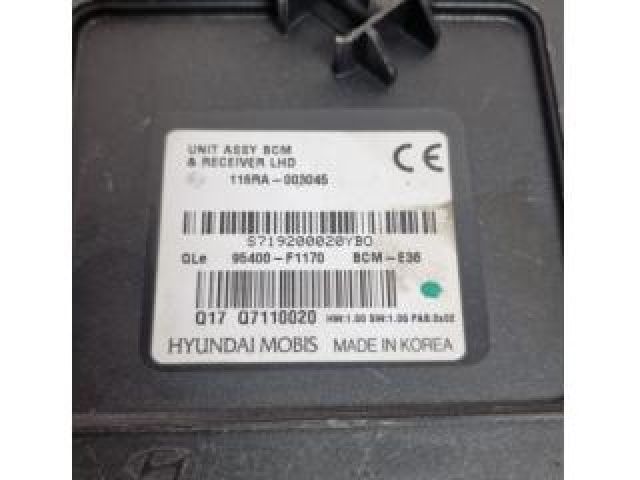 UNIT ASSY BCM
& RECEIVER LHD
CE
116RA-003045
S719200020YBO
QLe 95400-F1170 BCM-E36
Q17 Q7110020 HW:1.00 SW:1.00 PAR:0x02
HYUNDAI MOBIS MADE IN KOREA